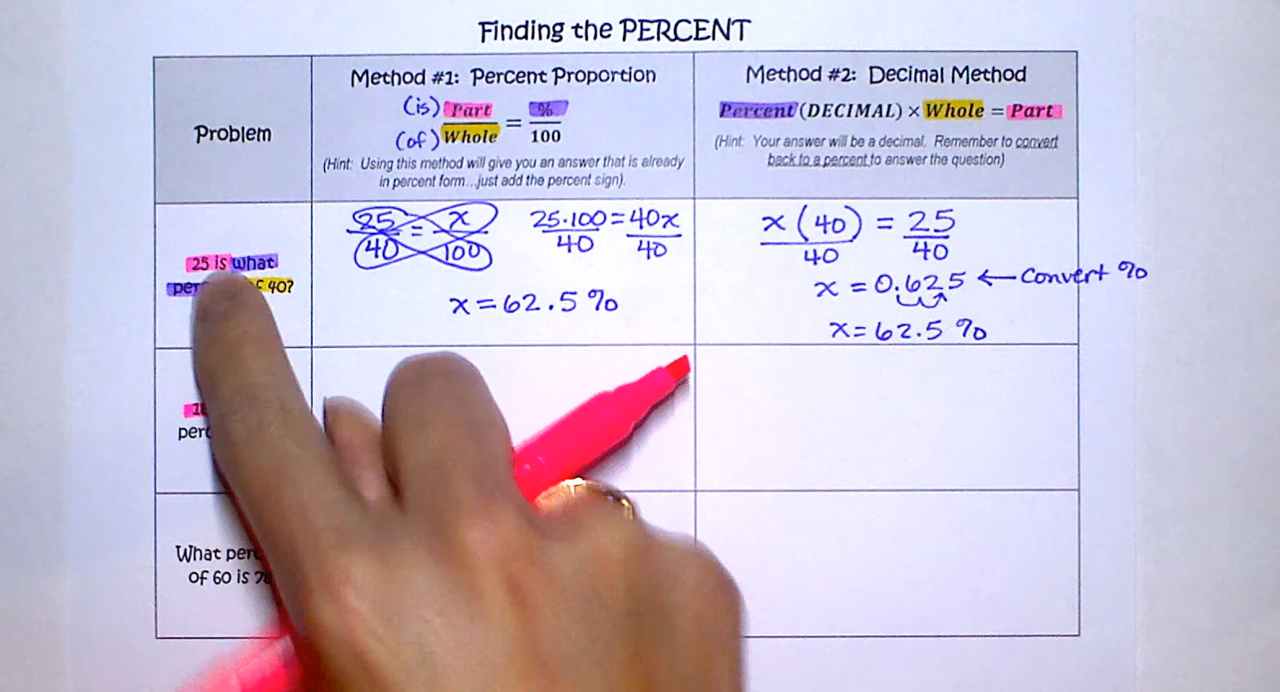 Finding the PERCENT
Problem
Method #1: Percent Proportion
(is) Part / (of) Whole = % / 100
(Hint: Using this method will give you an answer that is already
in percent form...just add the percent sign).
Method #2: Decimal Method
Percent (DECIMAL) × Whole = Part
(Hint: Your answer will be a decimal. Remember to convert
back to a percent to answer the question)
25 is what
per of 40?
25/40 = x/100
25·100/40 = 40x/40
x = 62.5 %
x(40)/40 = 25/40
x = 0.625 ← Convert %
x = 62.5 %
perc
What perc
of 60 is